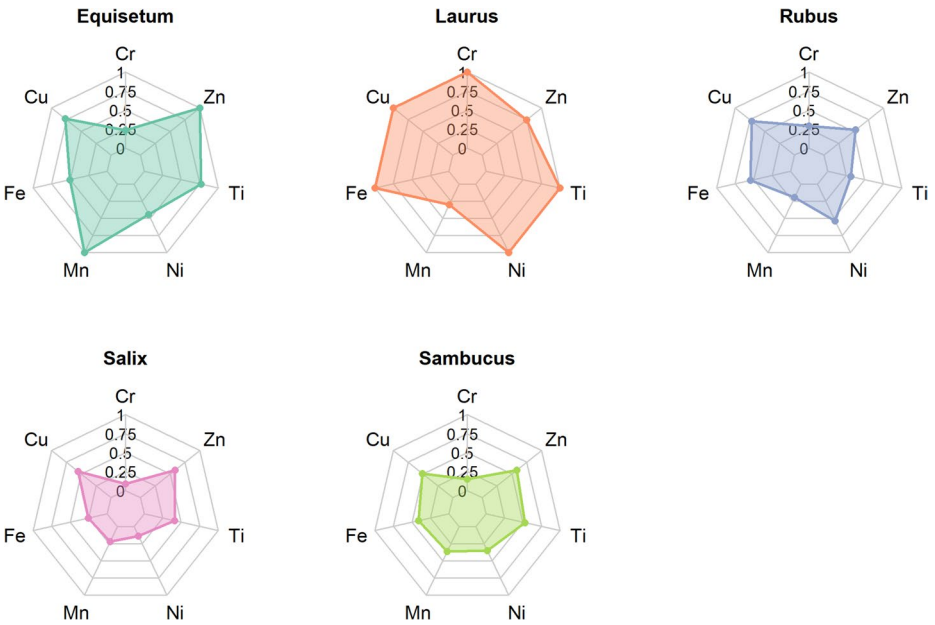 Equisetum
Cr
1
0.75
0.5
0.25
0
Zn
Ti
Ni
Mn
Fe
Cu
Laurus
Cr
1
0.75
0.5
0.25
0
Zn
Ti
Ni
Mn
Fe
Cu
Rubus
Cr
1
0.75
0.5
0.25
0
Zn
Ti
Ni
Mn
Fe
Cu
Salix
Cr
1
0.75
0.5
0.25
0
Zn
Ti
Ni
Mn
Fe
Cu
Sambucus
Cr
1
0.75
0.5
0.25
0
Zn
Ti
Ni
Mn
Fe
Cu